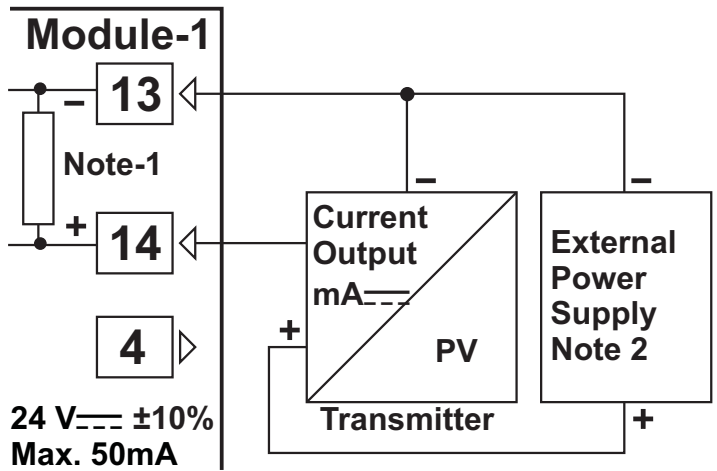 Module-1
−
13
−
−
Note-1
+
14
Current
Output
mA
External
Power
Supply
Note 2
4
+
PV
24 V ±10%
Transmitter
+
Max. 50mA